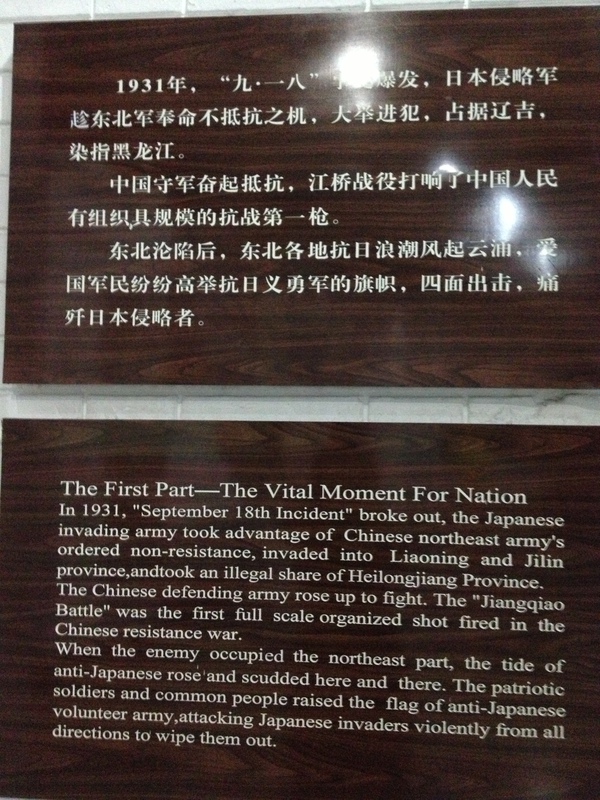 1931年，“九·一八”事变爆发，日本侵略军
趁东北军奉命不抵抗之机，大举进犯，占据辽吉，
染指黑龙江。
中国守军奋起抵抗，江桥战役打响了中国人民
有组织具规模的抗战第一枪。
东北沦陷后，东北各地抗日浪潮风起云涌，爱
国军民纷纷高举抗日义勇军的旗帜，四面出击，痛
歼日本侵略者。
The First Part—The Vital Moment For Nation
In 1931, "September 18th Incident" broke out, the Japanese
invading army took advantage of Chinese northeast army's
ordered non-resistance, invaded into Liaoning and Jilin
province,andtook an illegal share of Heilongjiang Province.
The Chinese defending army rose up to fight. The "Jiangqiao
Battle" was the first full scale organized shot fired in the
Chinese resistance war.
When the enemy occupied the northeast part, the tide of
anti-Japanese rose and scudded here and there. The patriotic
soldiers and common people raised the flag of anti-Japanese
volunteer army,attacking Japanese invaders violently from all
directions to wipe them out.